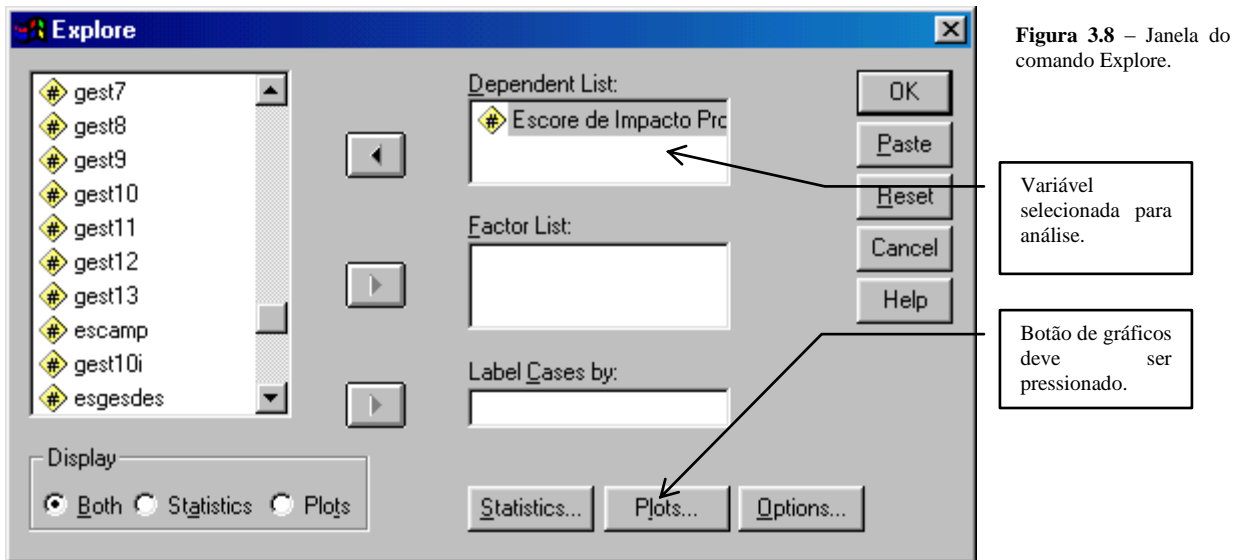 Explore
gest7
gest8
gest9
gest10
gest11
gest12
gest13
escamp
gest10i
esgesdes
Display
Both Statistics Plots
Dependent List:
Escore de Impacto Pro
Factor List:
Label Cases by:
Statistics... Plots... Options...
OK
Paste
Reset
Cancel
Help
Figura 3.8 – Janela do
comando Explore.
Variável
selecionada para
análise.
Botão de gráficos
deve ser
pressionado.